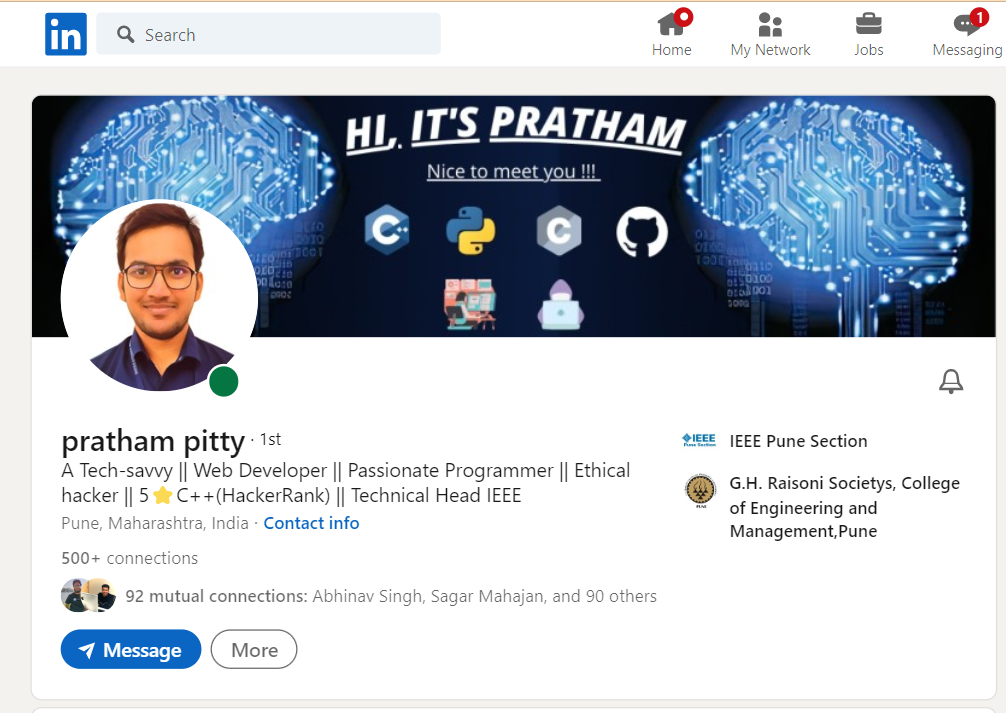 in
Search
Home
My Network
Jobs
1
Messaging
HI, IT'S PRATHAM
Nice to meet you !!!
C
C
pratham pitty · 1st
A Tech-savvy || Web Developer || Passionate Programmer || Ethical
hacker || 5⭐C++(HackerRank) || Technical Head IEEE
Pune, Maharashtra, India · Contact info
500+ connections
92 mutual connections: Abhinav Singh, Sagar Mahajan, and 90 others
Message
More
IEEE
Pune Section
IEEE Pune Section
G.H. Raisoni Societys, College
of Engineering and
Management,Pune